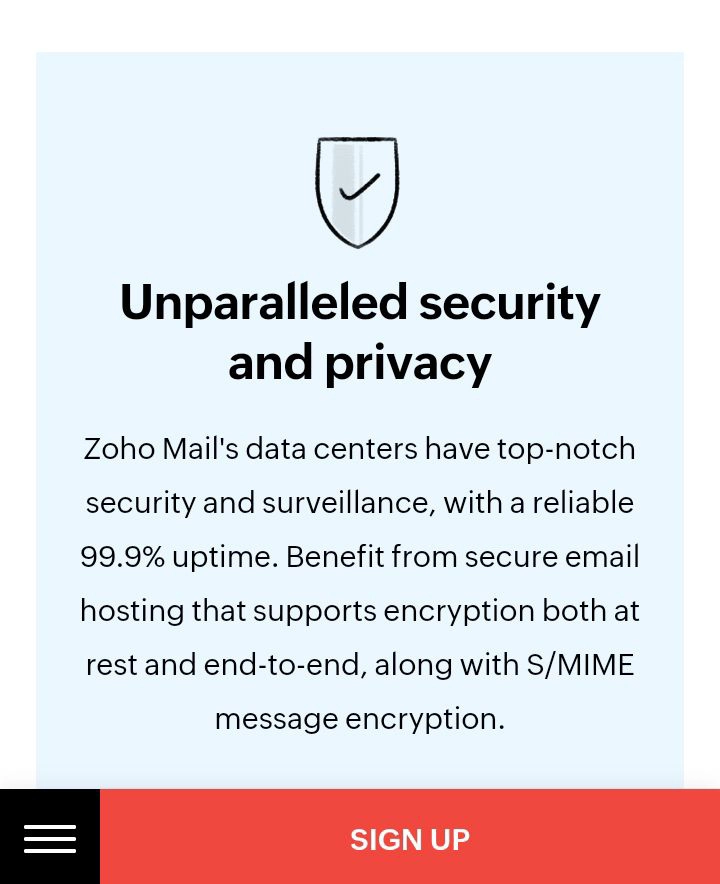 Unparalleled security
and privacy
Zoho Mail's data centers have top-notch
security and surveillance, with a reliable
99.9% uptime. Benefit from secure email
hosting that supports encryption both at
rest and end-to-end, along with S/MIME
message encryption.
SIGN UP